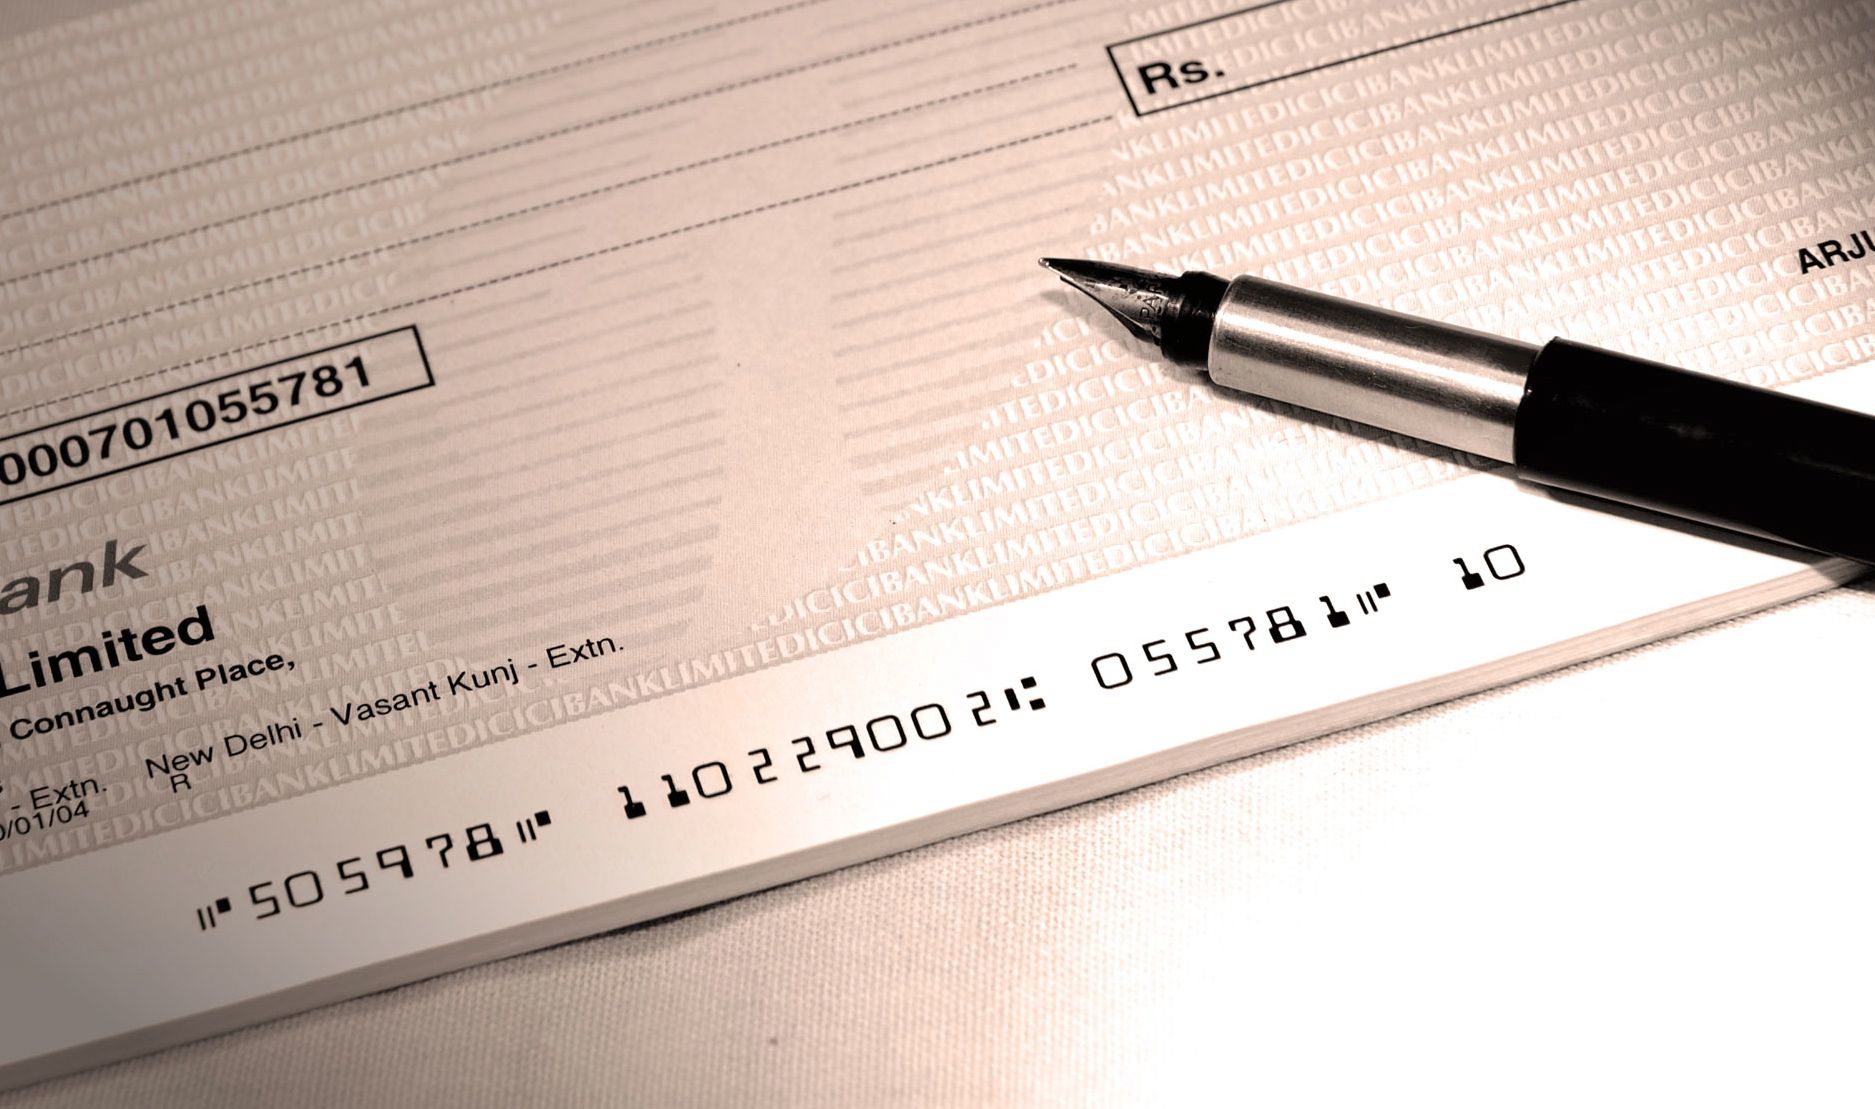 Rs.
ARJU
000701055781
ank
Limited
Connaught Place,
New Delhi - Vasant Kunj - Extn.
- Extn. R
/01/04
505978 110229002 055781 10
ICICIBANKLIMITEDICICIBANKLIMITED